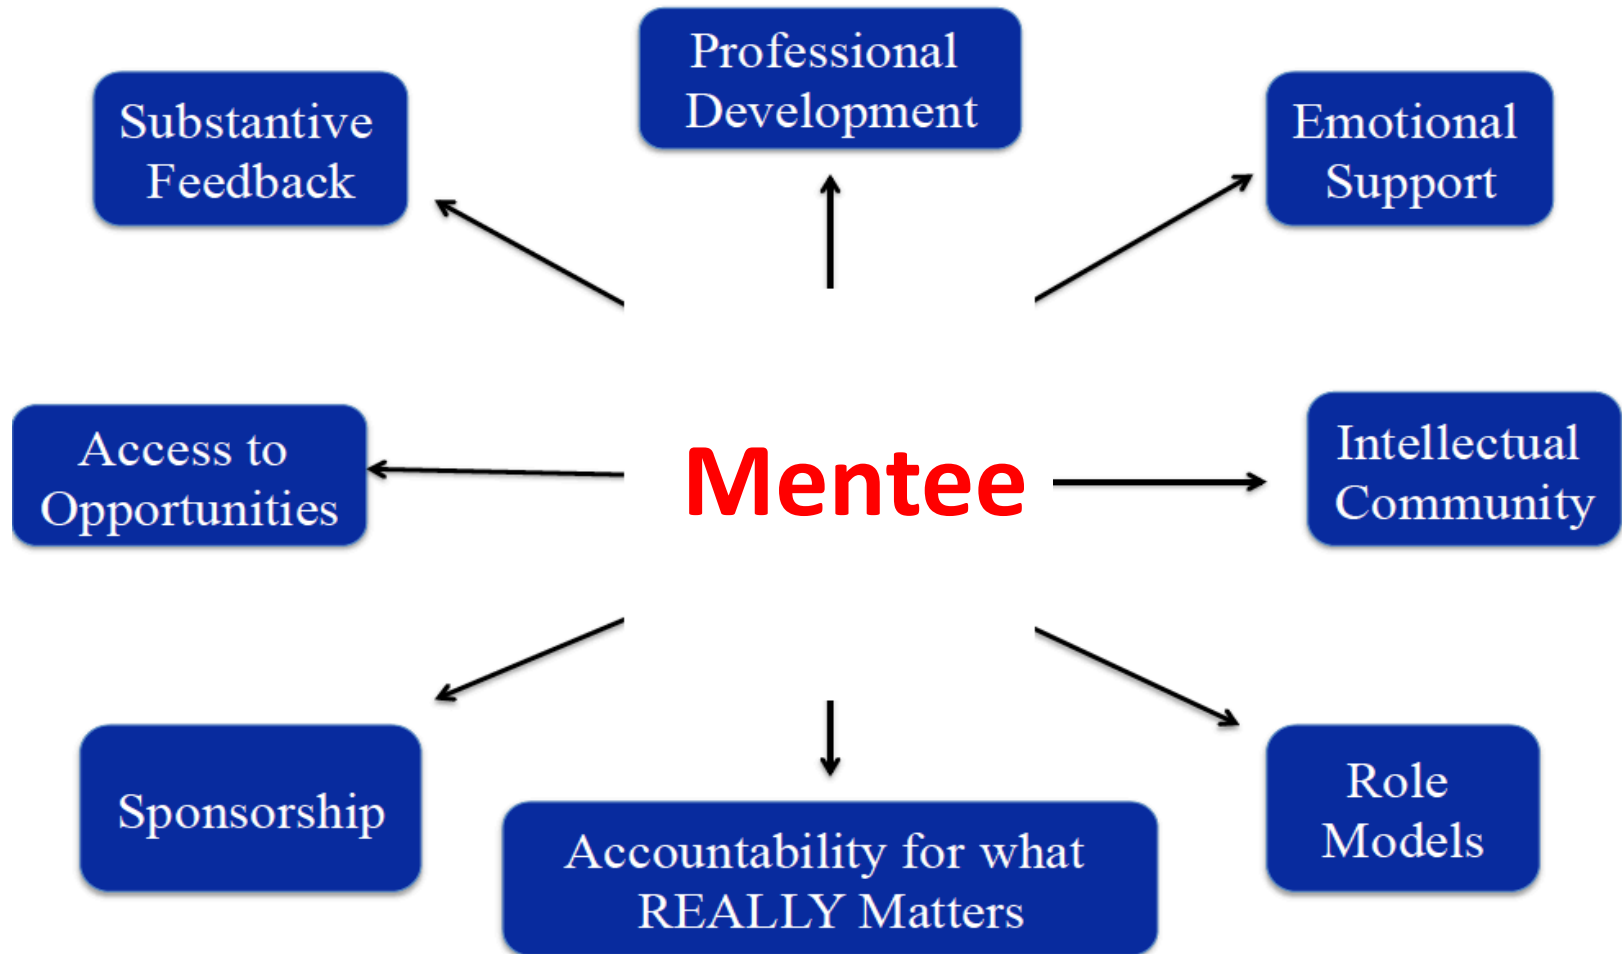 Professional
Development
Substantive
Feedback
Emotional
Support
Access to
Opportunities
Mentee
Intellectual
Community
Sponsorship
Role
Models
Accountability for what
REALLY Matters